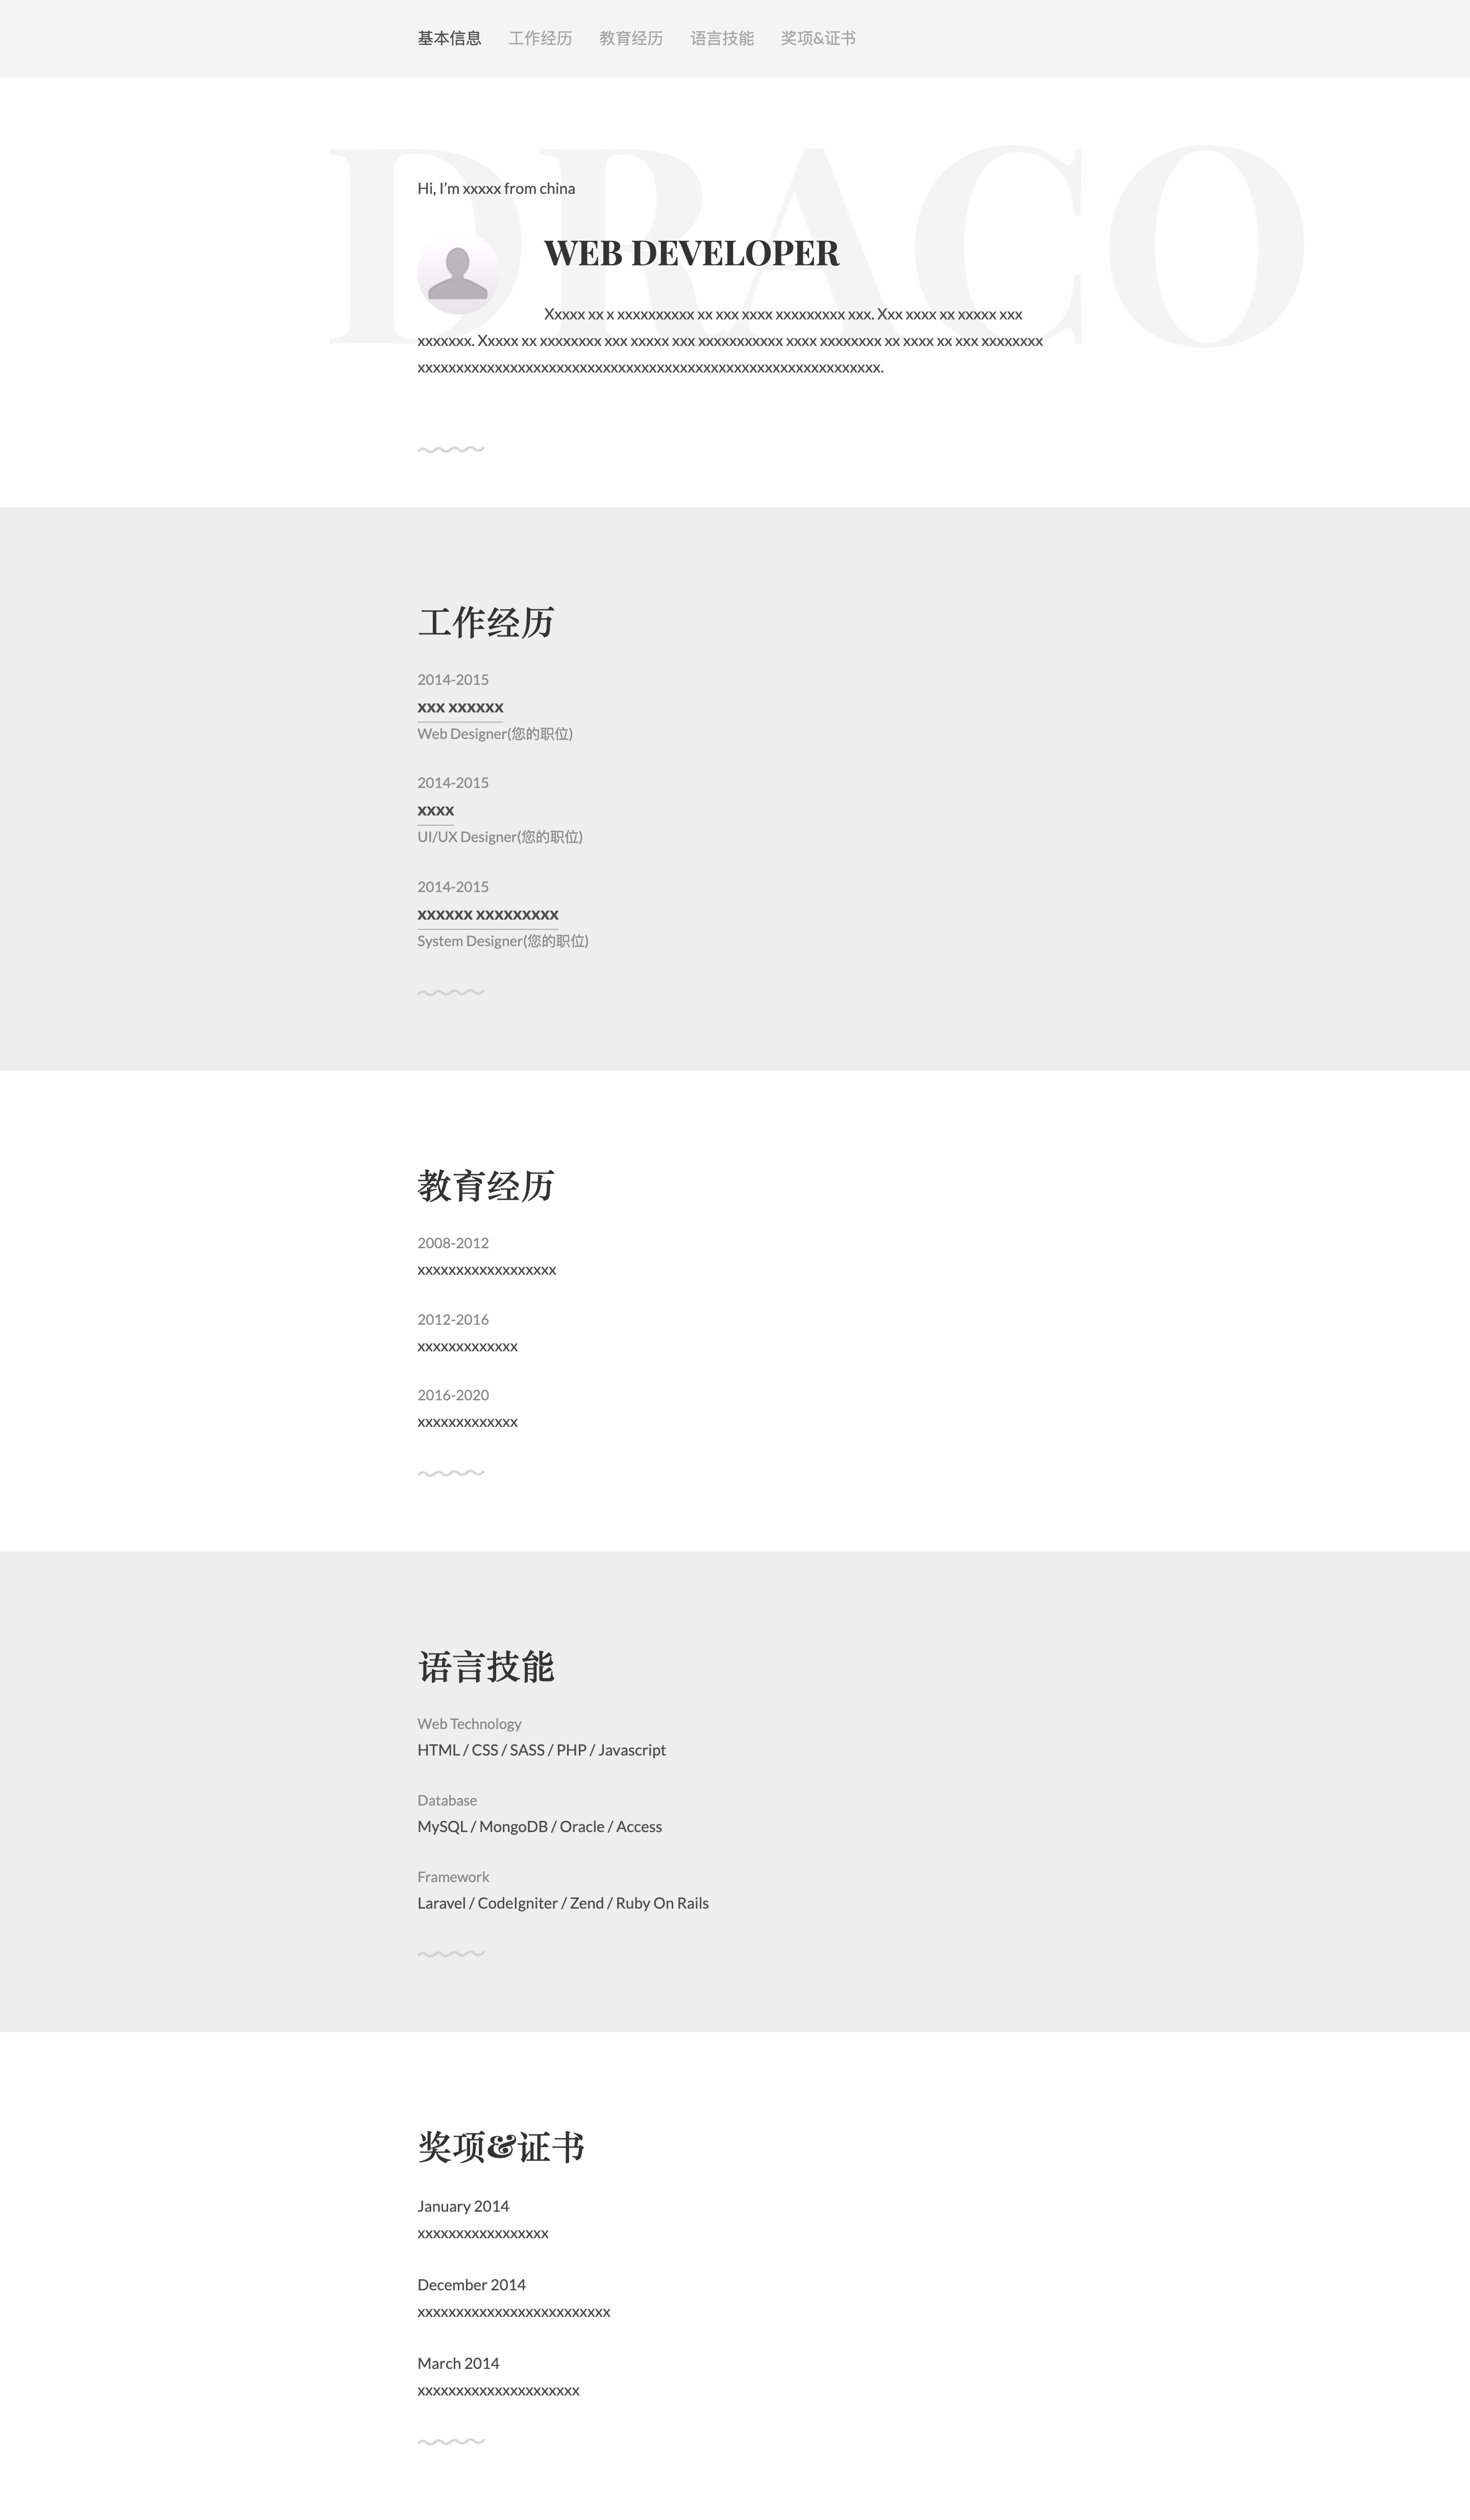 基本信息 工作经历 教育经历 语言技能 奖项&证书
DRACO
Hi, I'm xxxxx from china
WEB DEVELOPER
Xxxxx xx x xxxxxxxxxx xx xxx xxxx xxxxxxxxx xxx. Xxx xxxx xx xxxxx xxx
xxxxxxx. Xxxxx xx xxxxxxxx xxx xxxxx xxx xxxxxxxxxxx xxxx xxxxxxxx xx xxxx xx xxx xxxxxxxx
xxxxxxxxxxxxxxxxxxxxxxxxxxxxxxxxxxxxxxxxxxxxxxxxxxxxxxxxxxxx.
工作经历
2014-2015
xxx xxxxxx
Web Designer(您的职位)
2014-2015
xxxx
UI/UX Designer(您的职位)
2014-2015
xxxxxx xxxxxxxxx
System Designer(您的职位)
教育经历
2008-2012
xxxxxxxxxxxxxxxxxx
2012-2016
xxxxxxxxxxxxx
2016-2020
xxxxxxxxxxxxx
语言技能
Web Technology
HTML / CSS / SASS / PHP / Javascript
Database
MySQL / MongoDB / Oracle / Access
Framework
Laravel / CodeIgniter / Zend / Ruby On Rails
奖项&证书
January 2014
xxxxxxxxxxxxxxxxx
December 2014
xxxxxxxxxxxxxxxxxxxxxxxxx
March 2014
xxxxxxxxxxxxxxxxxxxxx